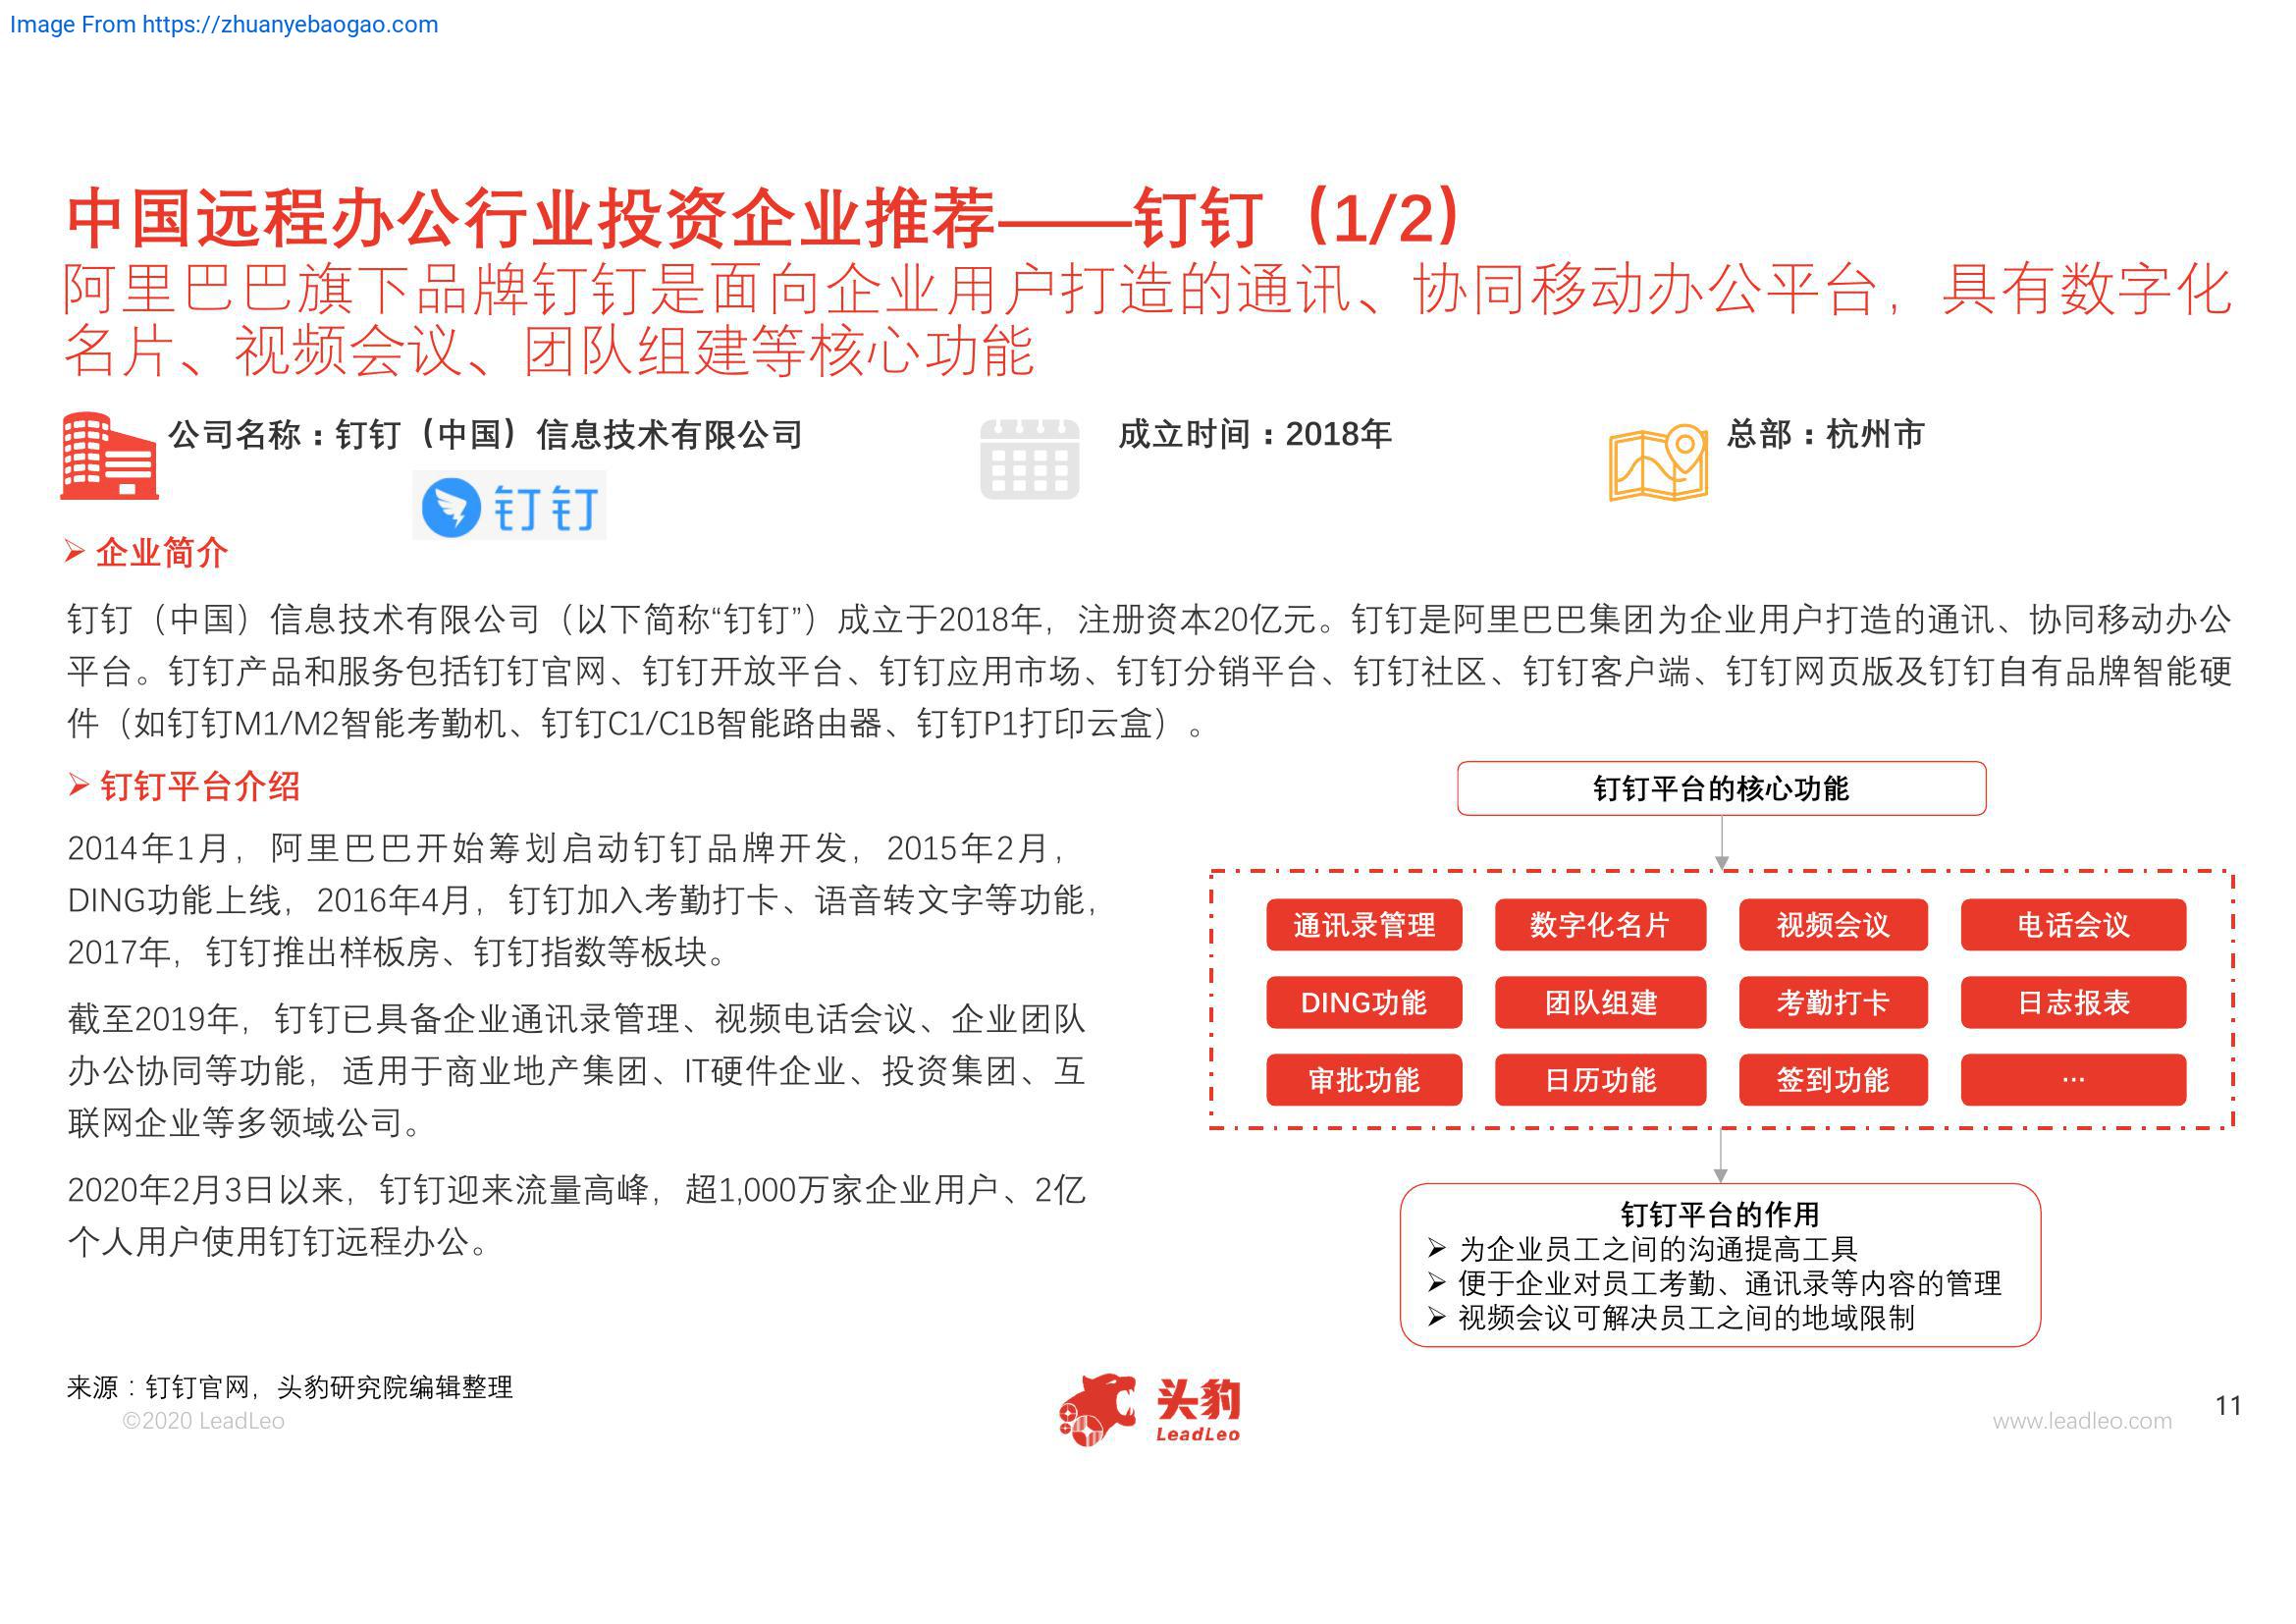 Image From https://zhuanyebaogao.com
中国远程办公行业投资企业推荐——钉钉（1/2）
阿里巴巴旗下品牌钉钉是面向企业用户打造的通讯、协同移动办公平台，具有数字化
名片、视频会议、团队组建等核心功能
公司名称：钉钉（中国）信息技术有限公司
成立时间：2018年
总部：杭州市
钉钉
➢ 企业简介
钉钉（中国）信息技术有限公司（以下简称“钉钉”）成立于2018年，注册资本20亿元。钉钉是阿里巴巴集团为企业用户打造的通讯、协同移动办公
平台。钉钉产品和服务包括钉钉官网、钉钉开放平台、钉钉应用市场、钉钉分销平台、钉钉社区、钉钉客户端、钉钉网页版及钉钉自有品牌智能硬
件（如钉钉M1/M2智能考勤机、钉钉C1/C1B智能路由器、钉钉P1打印云盒）。
➢ 钉钉平台介绍
2014年1月，阿里巴巴开始筹划启动钉钉品牌开发，2015年2月，
DING功能上线，2016年4月，钉钉加入考勤打卡、语音转文字等功能，
2017年，钉钉推出样板房、钉钉指数等板块。
截至2019年，钉钉已具备企业通讯录管理、视频电话会议、企业团队
办公协同等功能，适用于商业地产集团、IT硬件企业、投资集团、互
联网企业等多领域公司。
2020年2月3日以来，钉钉迎来流量高峰，超1,000万家企业用户、2亿
个人用户使用钉钉远程办公。
钉钉平台的核心功能
通讯录管理 数字化名片 视频会议 电话会议
DING功能 团队组建 考勤打卡 日志报表
审批功能 日历功能 签到功能 …
钉钉平台的作用
➢ 为企业员工之间的沟通提高工具
➢ 便于企业对员工考勤、通讯录等内容的管理
➢ 视频会议可解决员工之间的地域限制
来源：钉钉官网，头豹研究院编辑整理
©2020 LeadLeo
头豹
LeadLeo
www.leadleo.com
11